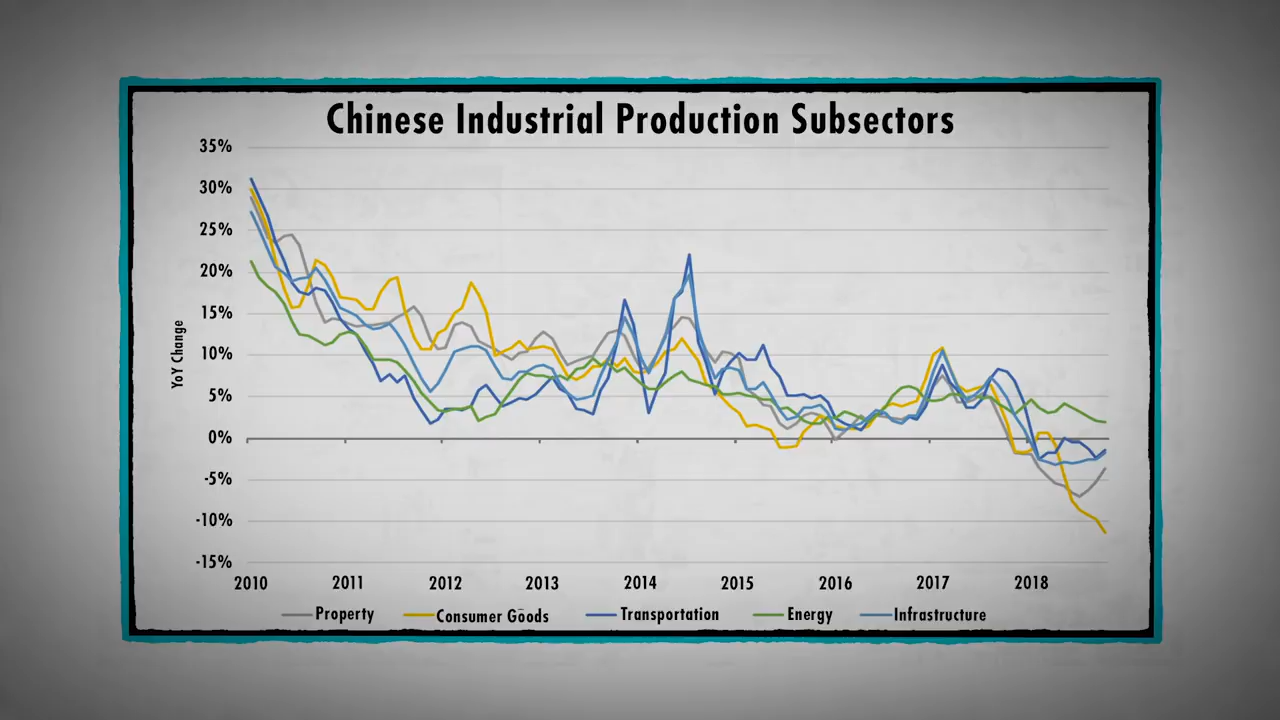 Chinese Industrial Production Subsectors
35%
30%
25%
20%
15%
10%
5%
0%
-5%
-10%
-15%
YoY Change
2010 2011 2012 2013 2014 2015 2016 2017 2018
Property Consumer Goods Transportation Energy Infrastructure